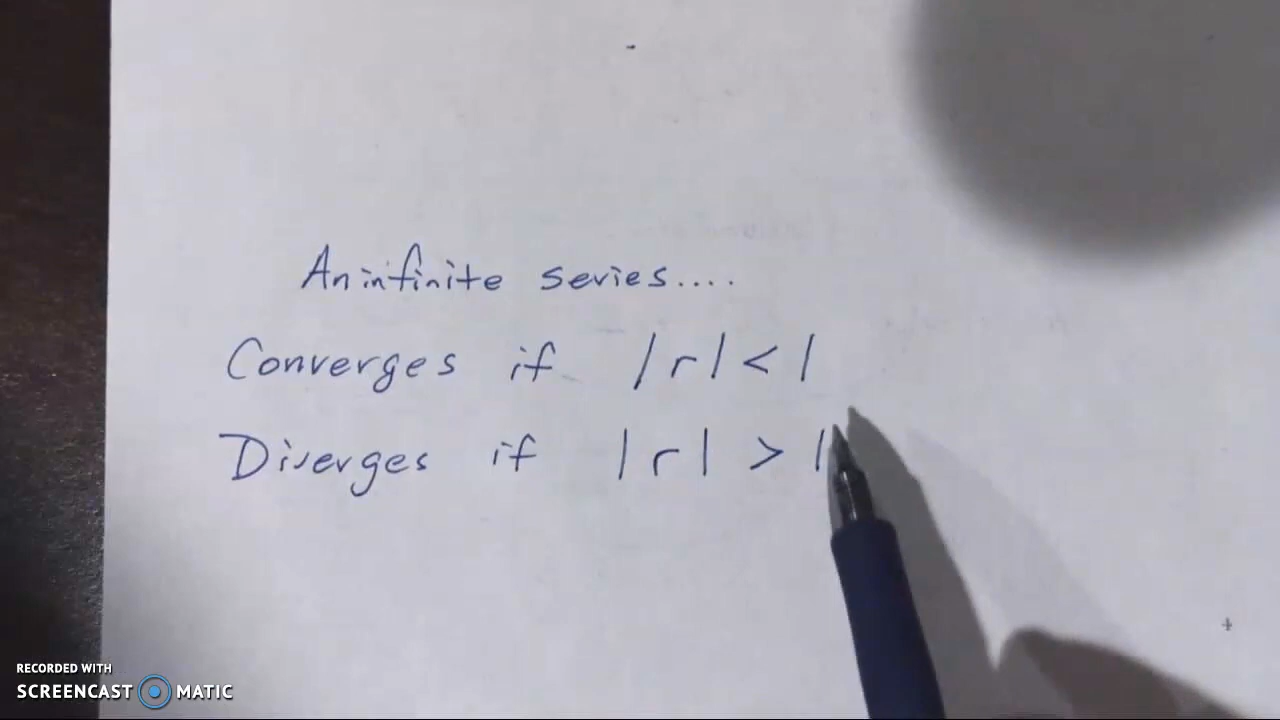 An infinite series....
Converges if |r| < 1
Diverges if |r| > 1
RECORDED WITH
SCREENCAST MATIC